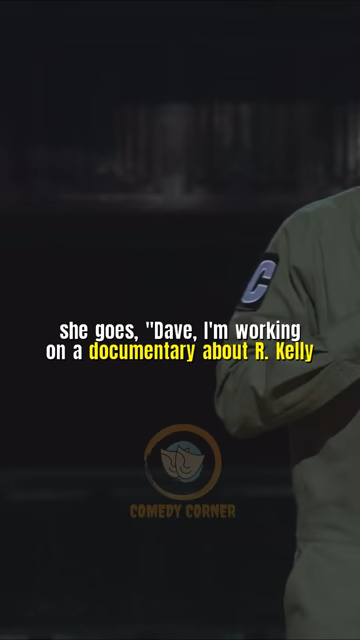 she goes, "Dave, I'm working
on a documentary about R. Kelly
C
COMEDY CORNER